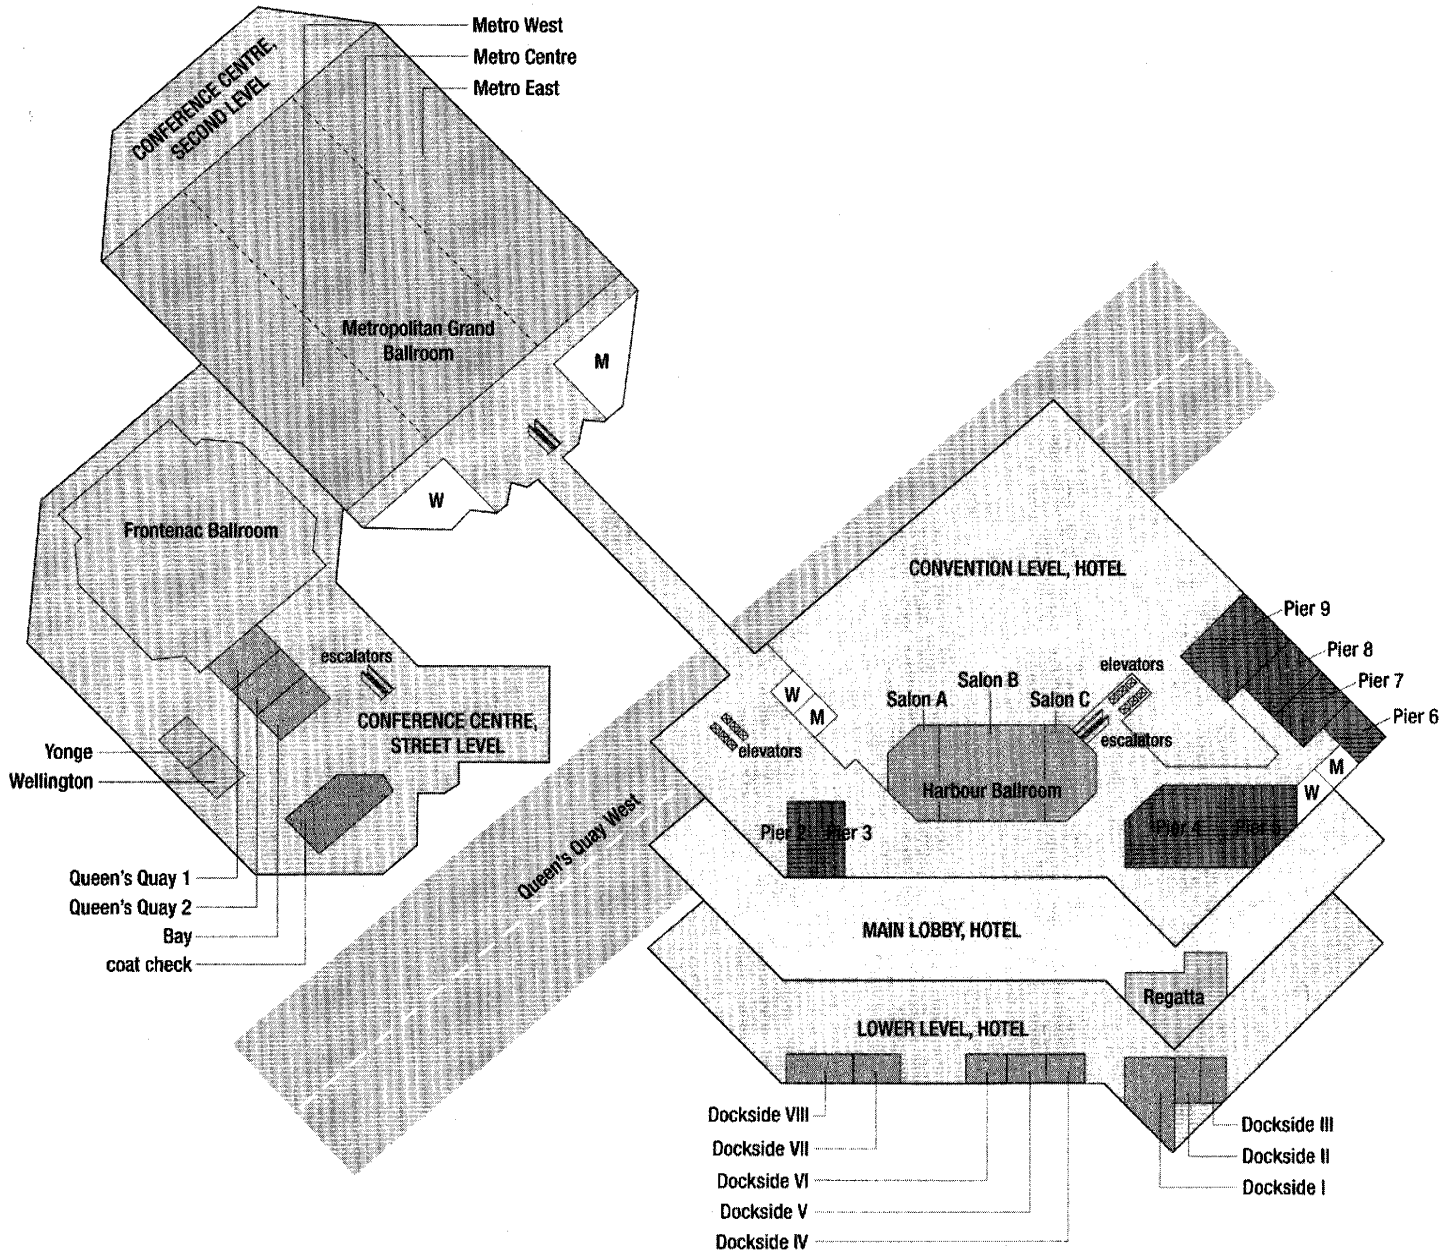 Metro West
Metro Centre
Metro East
CONFERENCE CENTRE,
SECOND LEVEL
Metropolitan Grand
Ballroom
M
W
Frontenac Ballroom
escalators
CONFERENCE CENTRE,
STREET LEVEL
Yonge
Wellington
Queen's Quay 1
Queen's Quay 2
Bay
coat check
Queen's Quay West
CONVENTION LEVEL, HOTEL
Pier 9
Pier 8
Pier 7
Pier 6
elevators
Salon A
Salon B
Salon C
W
M
elevators
escalators
Harbour Ballroom
M
W
Pier 2
Pier 3
Pier 4
Pier 5
MAIN LOBBY, HOTEL
Regatta
LOWER LEVEL, HOTEL
Dockside VIII
Dockside VII
Dockside VI
Dockside V
Dockside IV
Dockside III
Dockside II
Dockside I